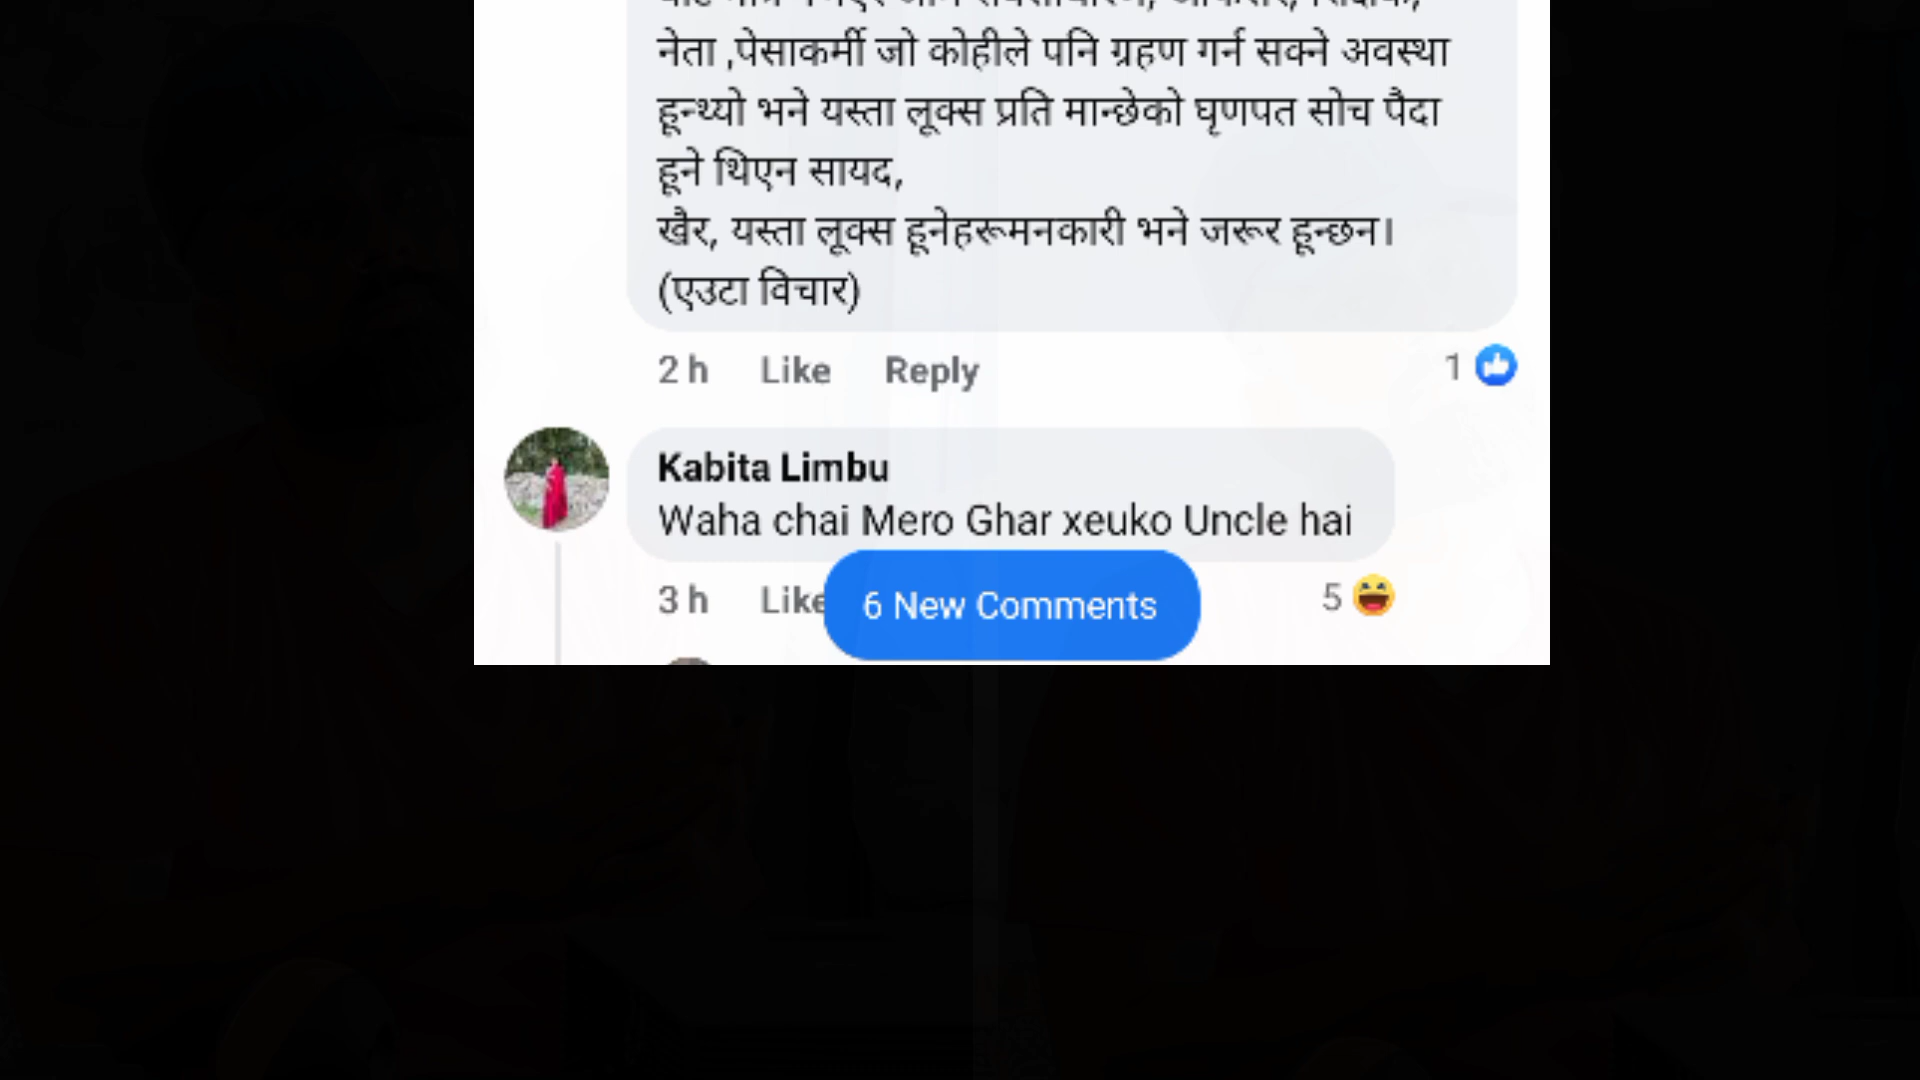 नेता ,पेसाकर्मी जो कोहीले पनि ग्रहण गर्न सक्ने अवस्था
हून्थ्यो भने यस्ता लूक्स प्रति मान्छेको घृणपत सोच पैदा
हूने थिएन सायद,
खैर, यस्ता लूक्स हूनेहरूमनकारी भने जरूर हून्छन।
(एउटा विचार)
2 h Like Reply 1
Kabita Limbu
Waha chai Mero Ghar xeuko Uncle hai
3 h Like 5
6 New Comments